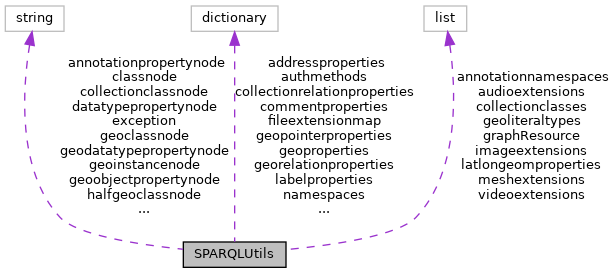 string
dictionary
list
annotationpropertynode
classnode
collectionclassnode
datatypepropertynode
exception
geoclassnode
geodatatypepropertynode
geoinstancenode
geoobjectpropertynode
halfgeoclassnode
...
addressproperties
authmethods
collectionrelationproperties
commentproperties
fileextensionmap
geopointerproperties
geoproperties
georelationproperties
labelproperties
namespaces
...
annotationnamespaces
audioextensions
collectionclasses
geoliteraltypes
graphResource
imageextensions
latlongeomproperties
meshextensions
videoextensions
SPARQLUtils